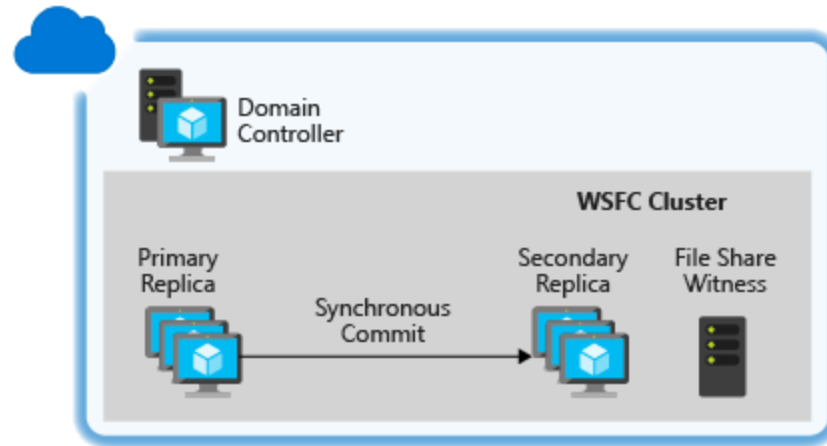 Domain
Controller
WSFC Cluster
Primary
Replica
Synchronous
Commit
Secondary
Replica
File Share
Witness